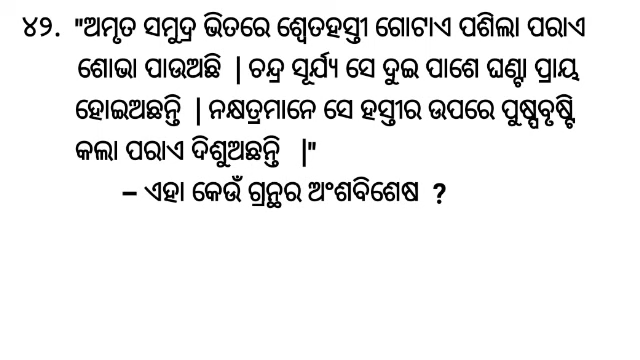 ୪୨. "ଅମୃତ ସମୁଦ୍ର ଭିତରେ ଶ୍ୱେତହସ୍ତୀ ଗୋଟାଏ ପଶିଲା ପରାଏ
ଶୋଭା ପାଉଅଛି | ଚନ୍ଦ୍ର ସୂର୍ଯ୍ୟ ସେ ଦୁଇ ପାଶେ ଘଣ୍ଟା ପ୍ରାୟ
ହୋଇଅଛନ୍ତି | ନକ୍ଷତ୍ରମାନେ ସେ ହସ୍ତୀର ଉପରେ ପୁଷ୍ପବୃଷ୍ଟି
କଲା ପରାଏ ଦିଶୁଅଛନ୍ତି |"
– ଏହା କେଉଁ ଗ୍ରନ୍ଥର ଅଂଶବିଶେଷ ?